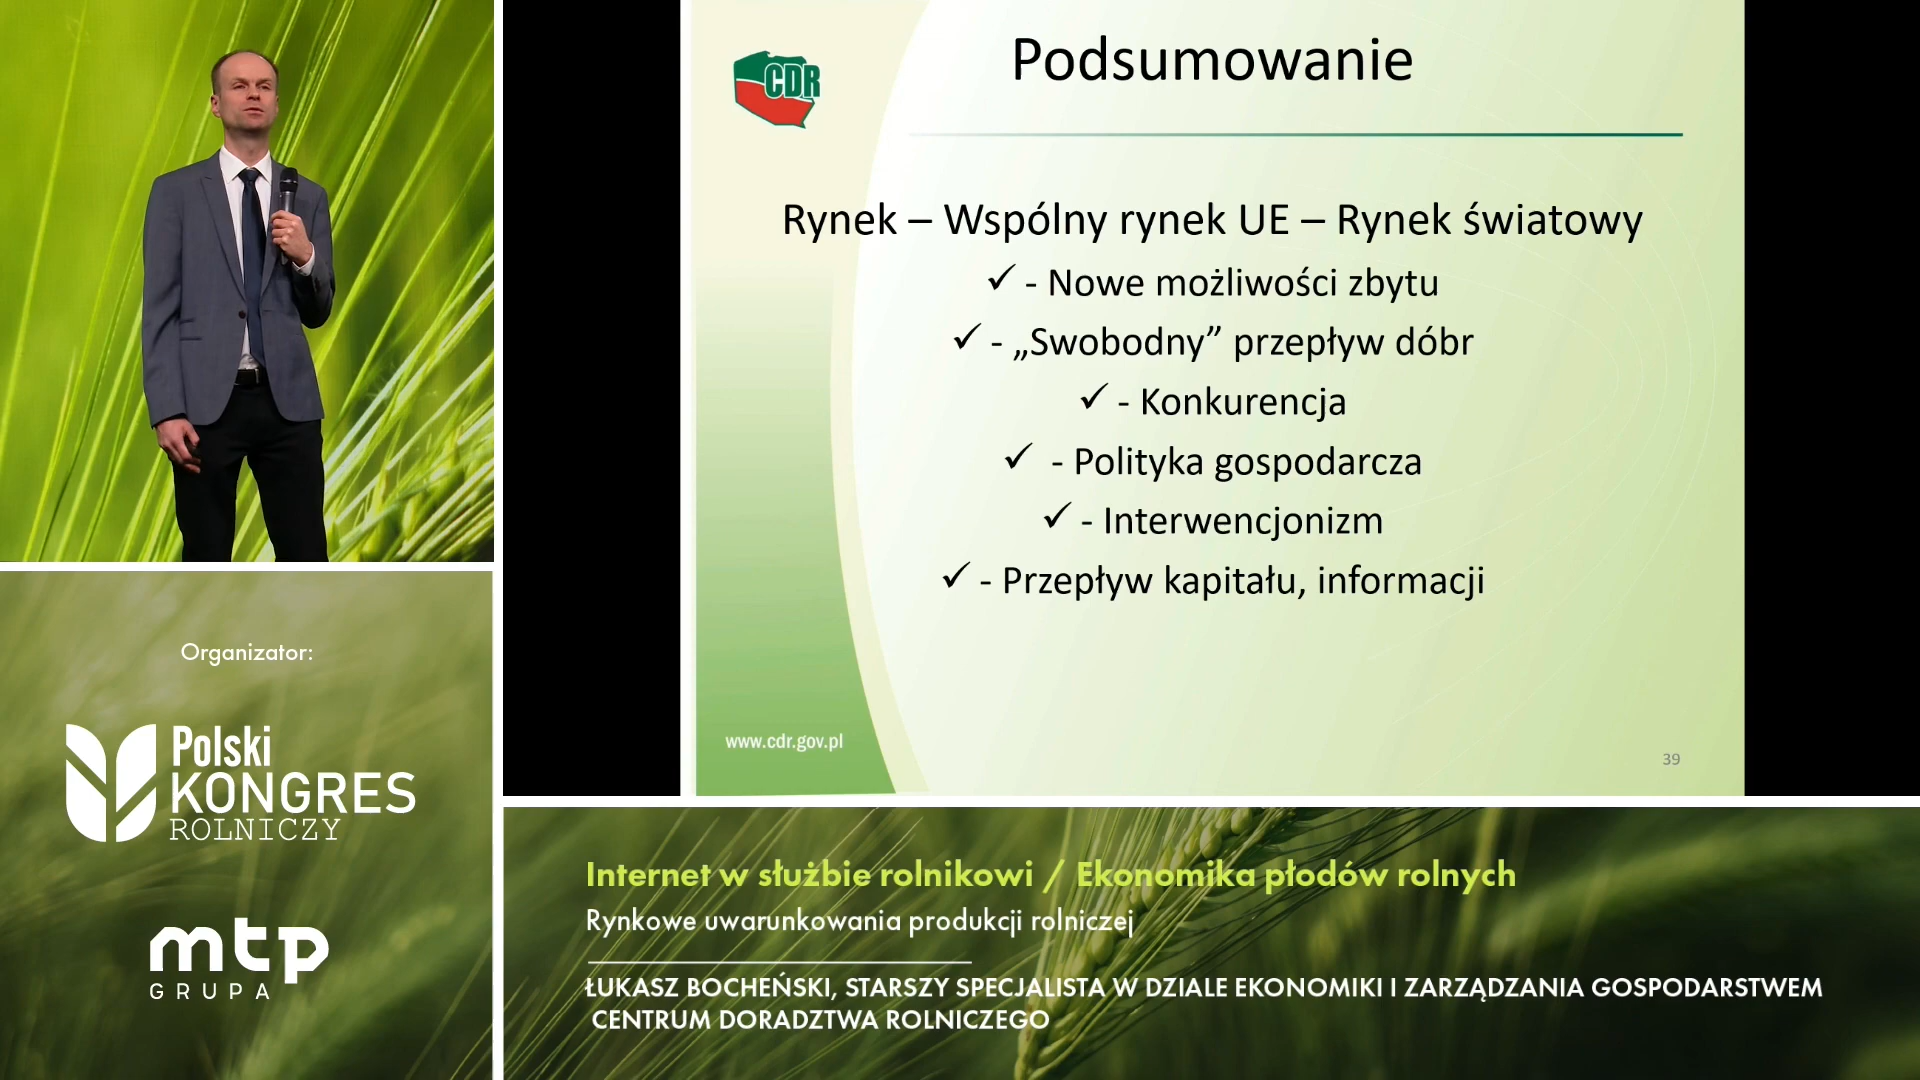 CDR
Podsumowanie
Rynek – Wspólny rynek UE – Rynek światowy
✓ - Nowe możliwości zbytu
✓ - „Swobodny” przepływ dóbr
✓ - Konkurencja
✓ - Polityka gospodarcza
✓ - Interwencjonizm
✓ - Przepływ kapitału, informacji
www.cdr.gov.pl
39
Organizator:
Polski
KONGRES
ROLNICZY
mtp
GRUPA
Internet w służbie rolnikowi / Ekonomika płodów rolnych
Rynkowe uwarunkowania produkcji rolniczej
ŁUKASZ BOCHEŃSKI, STARSZY SPECJALISTA W DZIALE EKONOMIKI I ZARZĄDZANIA GOSPODARSTWEM
CENTRUM DORADZTWA ROLNICZEGO